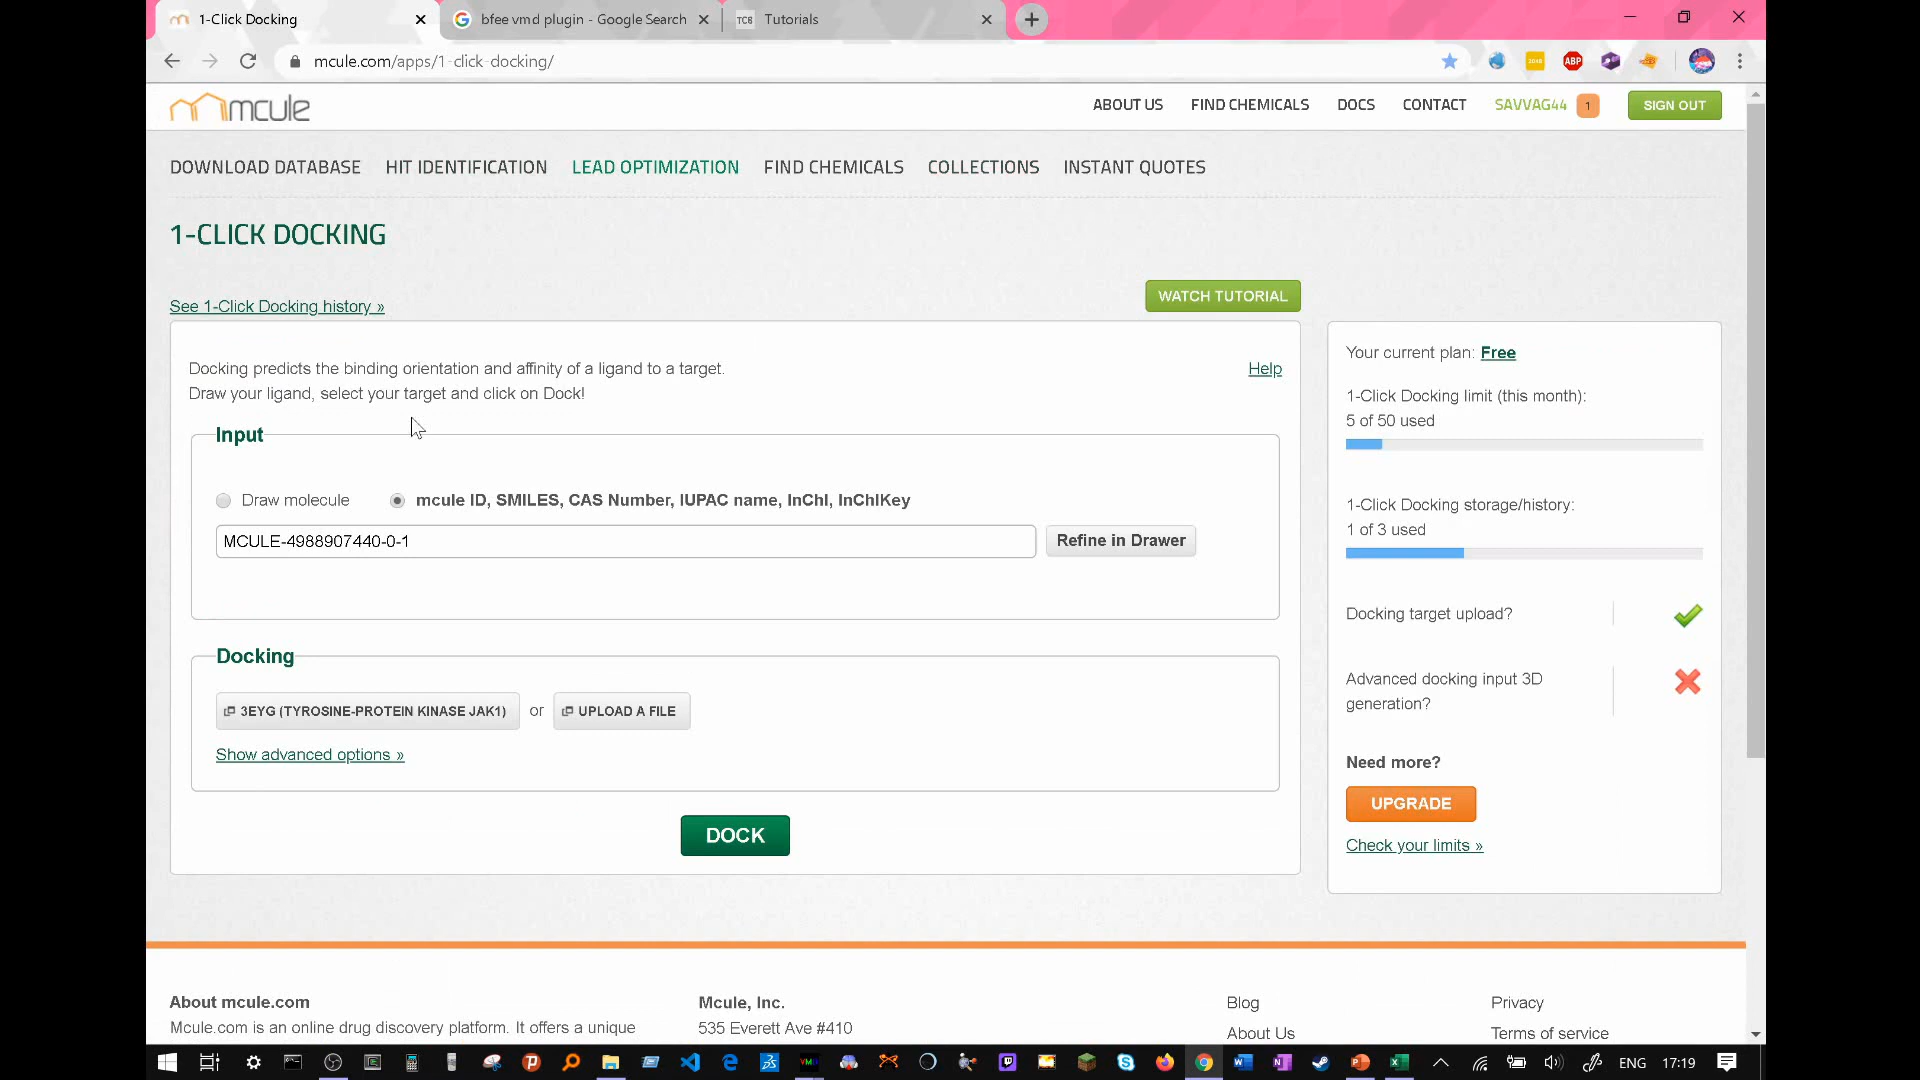 1-Click Docking
bfee vmd plugin - Google Search
TCB
Tutorials
mcule.com/apps/1-click-docking/
ABP
mcule
ABOUT US
FIND CHEMICALS
DOCS
CONTACT
SAVVAG44
1
SIGN OUT
DOWNLOAD DATABASE
HIT IDENTIFICATION
LEAD OPTIMIZATION
FIND CHEMICALS
COLLECTIONS
INSTANT QUOTES
1-CLICK DOCKING
See 1-Click Docking history »
WATCH TUTORIAL
Docking predicts the binding orientation and affinity of a ligand to a target.
Help
Draw your ligand, select your target and click on Dock!
Input
Draw molecule
mcule ID, SMILES, CAS Number, IUPAC name, InChI, InChIKey
MCULE-4988907440-0-1
Refine in Drawer
Docking
3EYG (TYROSINE-PROTEIN KINASE JAK1)
or
UPLOAD A FILE
Show advanced options »
DOCK
Your current plan: Free
1-Click Docking limit (this month):
5 of 50 used
1-Click Docking storage/history:
1 of 3 used
Docking target upload?
Advanced docking input 3D
generation?
Need more?
UPGRADE
Check your limits »
About mcule.com
Mcule.com is an online drug discovery platform. It offers a unique
Mcule, Inc.
535 Everett Ave #410
Blog
About Us
Privacy
Terms of service
ENG
17:19